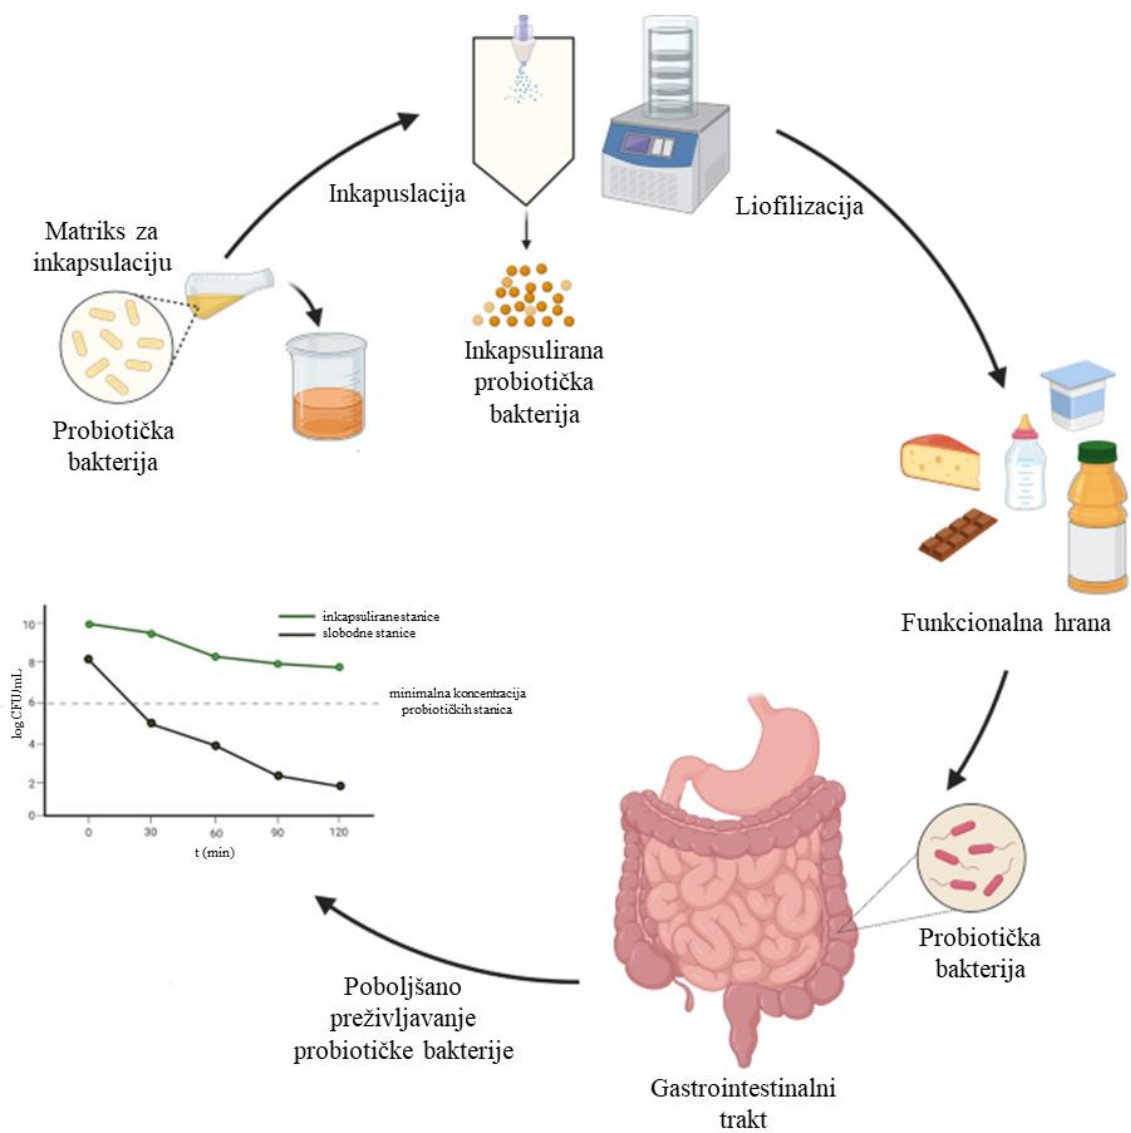 Matriks za
inkapsulaciju
Probiotička
bakterija
Inkapuslacija
Inkapsulirana
probiotička
bakterija
Liofilizacija
Funkcionalna hrana
Probiotička
bakterija
Gastrointestinalni
trakt
Poboljšano
preživljavanje
probiotičke bakterije
inkapsulirane stanice
slobodne stanice
minimalna koncentracija
probiotičkih stanica
log CFU/mL
10
8
6
4
2
0
0 30 60 90 120
t (min)